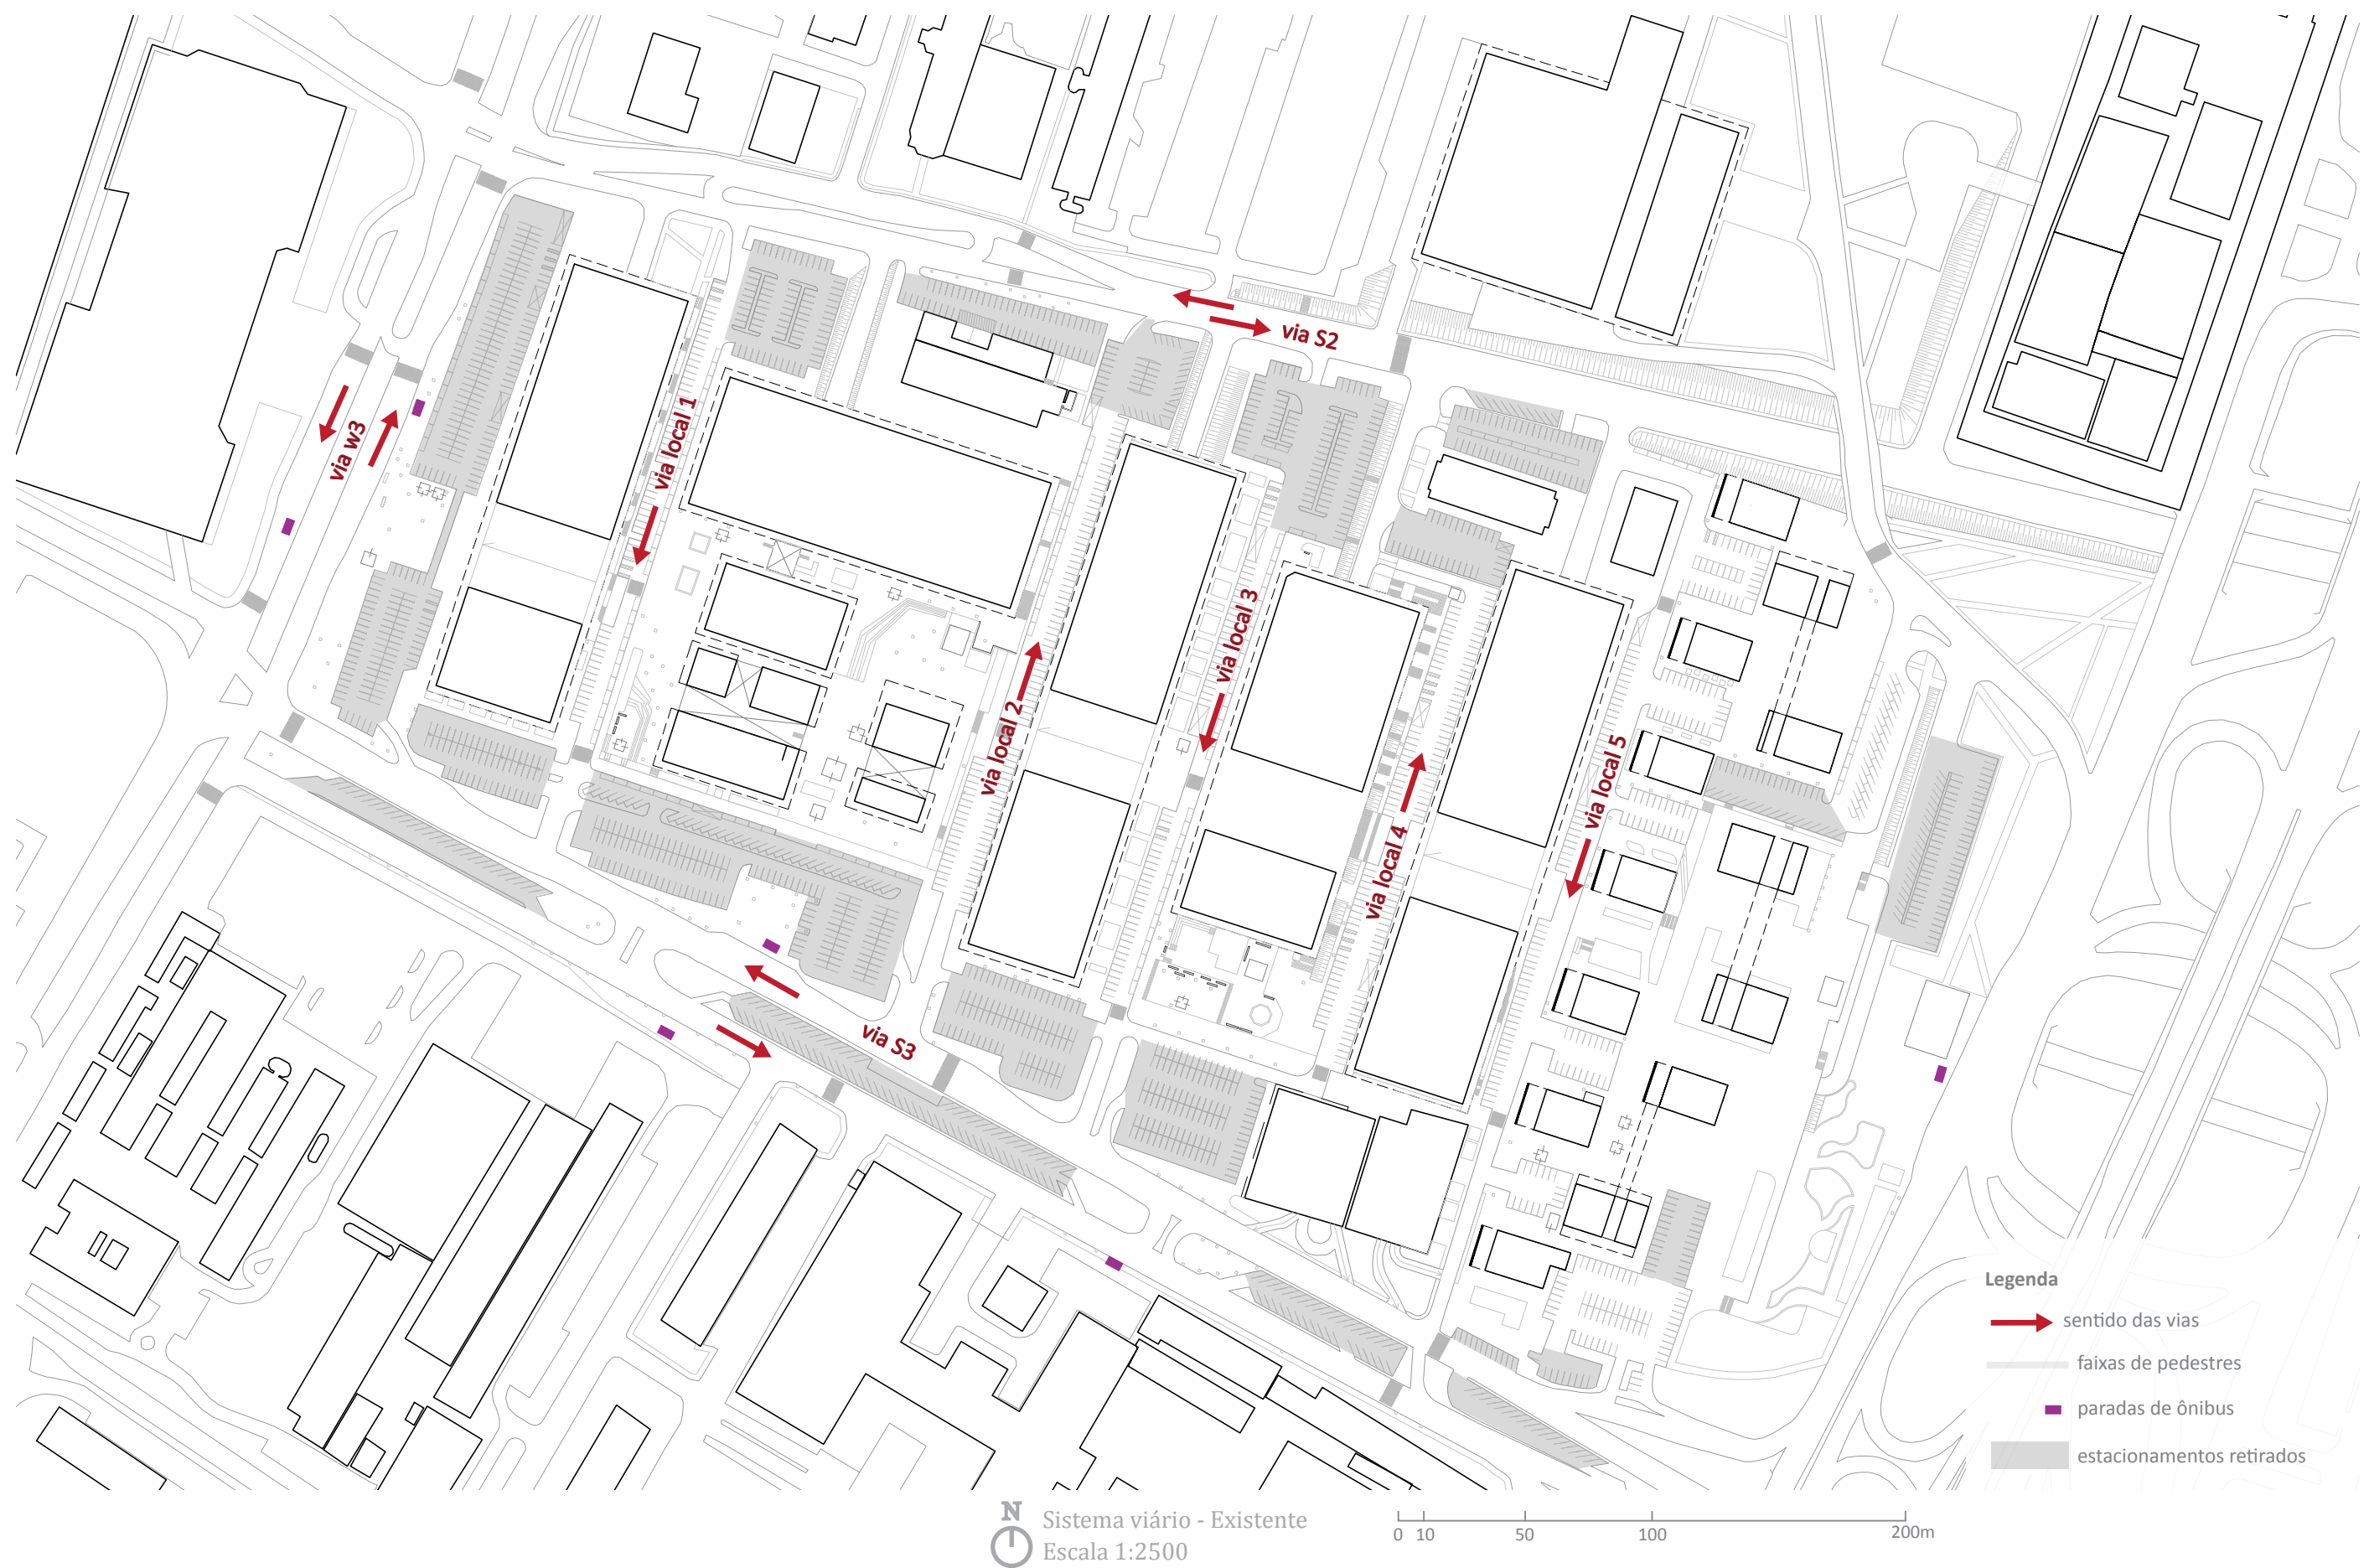 via S2
via w3
via local 1
via local 2
via local 3
via local 4
via local 5
via S3
Legenda
sentido das vias
faixas de pedestres
paradas de ônibus
estacionamentos retirados
N
Sistema viário - Existente
Escala 1:2500
0 10 50 100 200m